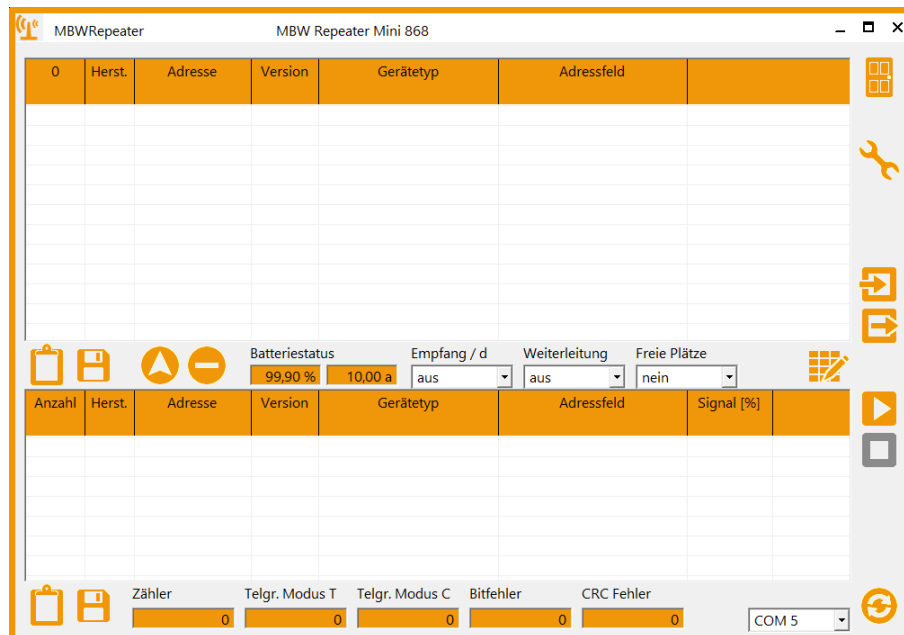 MBWRepeater MBW Repeater Mini 868
0 Herst. Adresse Version Gerätetyp Adressfeld
Batteriestatus Empfang / d Weiterleitung Freie Plätze
99,90 % 10,00 a aus aus nein
Anzahl Herst. Adresse Version Gerätetyp Adressfeld Signal [%]
Zähler Telgr. Modus T Telgr. Modus C Bitfehler CRC Fehler
0 0 0 0 0 COM 5